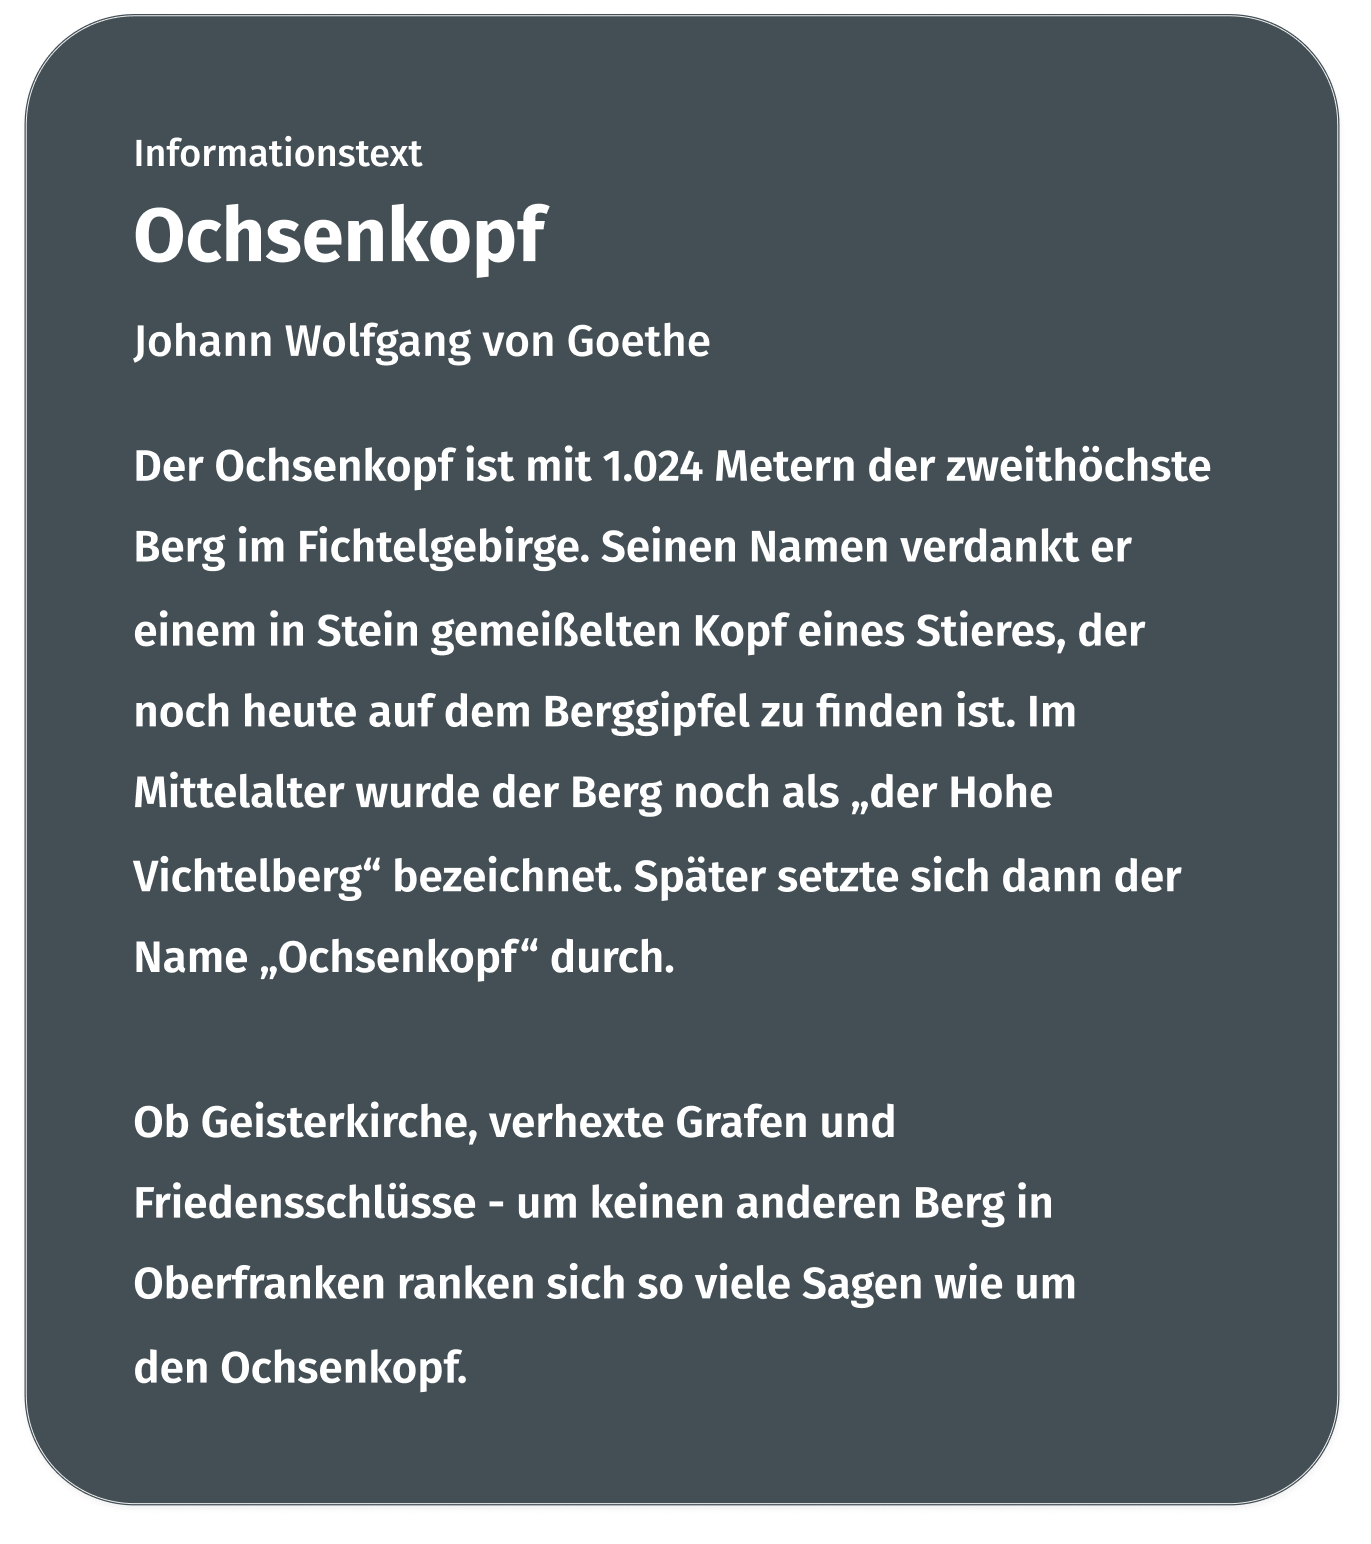 Informationstext
Ochsenkopf
Johann Wolfgang von Goethe
Der Ochsenkopf ist mit 1.024 Metern der zweithöchste
Berg im Fichtelgebirge. Seinen Namen verdankt er
einem in Stein gemeißelten Kopf eines Stieres, der
noch heute auf dem Berggipfel zu finden ist. Im
Mittelalter wurde der Berg noch als „der Hohe
Vichtelberg“ bezeichnet. Später setzte sich dann der
Name „Ochsenkopf“ durch.
Ob Geisterkirche, verhexte Grafen und
Friedensschlüsse - um keinen anderen Berg in
Oberfranken ranken sich so viele Sagen wie um
den Ochsenkopf.